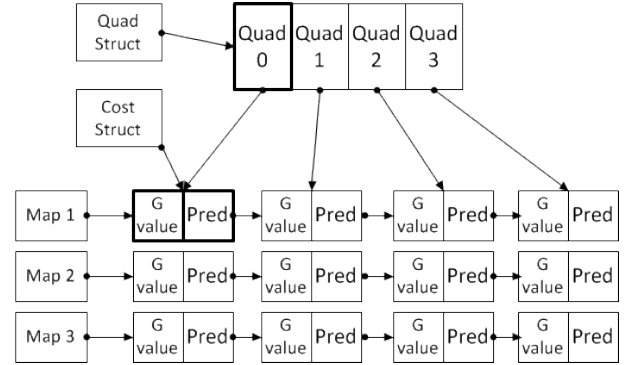 Quad
Struct
Quad
0
Quad
1
Quad
2
Quad
3
Cost
Struct
Map 1
G
value
Pred
G
value
Pred
G
value
Pred
G
value
Pred
Map 2
G
value
Pred
G
value
Pred
G
value
Pred
G
value
Pred
Map 3
G
value
Pred
G
value
Pred
G
value
Pred
G
value
Pred